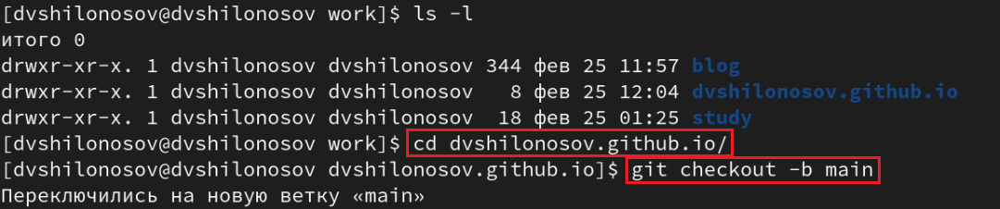 [dvshilonosov@dvshilonosov work]$ ls -l
итого 0
drwxr-xr-x. 1 dvshilonosov dvshilonosov 344 фев 25 11:57 blog
drwxr-xr-x. 1 dvshilonosov dvshilonosov   8 фев 25 12:04 dvshilonosov.github.io
drwxr-xr-x. 1 dvshilonosov dvshilonosov  18 фев 25 01:25 study
[dvshilonosov@dvshilonosov work]$ cd dvshilonosov.github.io/
[dvshilonosov@dvshilonosov dvshilonosov.github.io]$ git checkout -b main
Переключились на новую ветку «main»